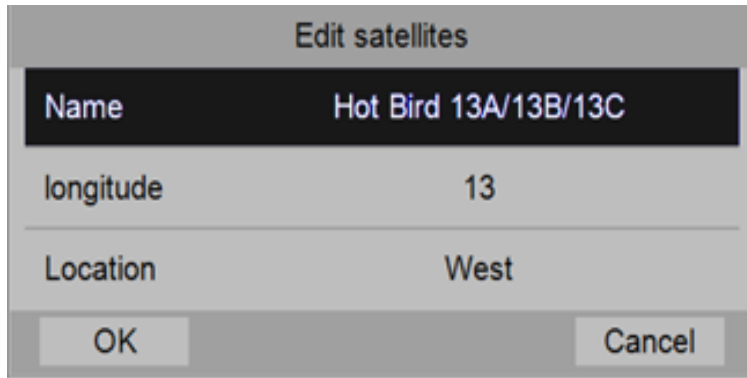 Edit satellites
Name Hot Bird 13A/13B/13C
longitude 13
Location West
OK Cancel